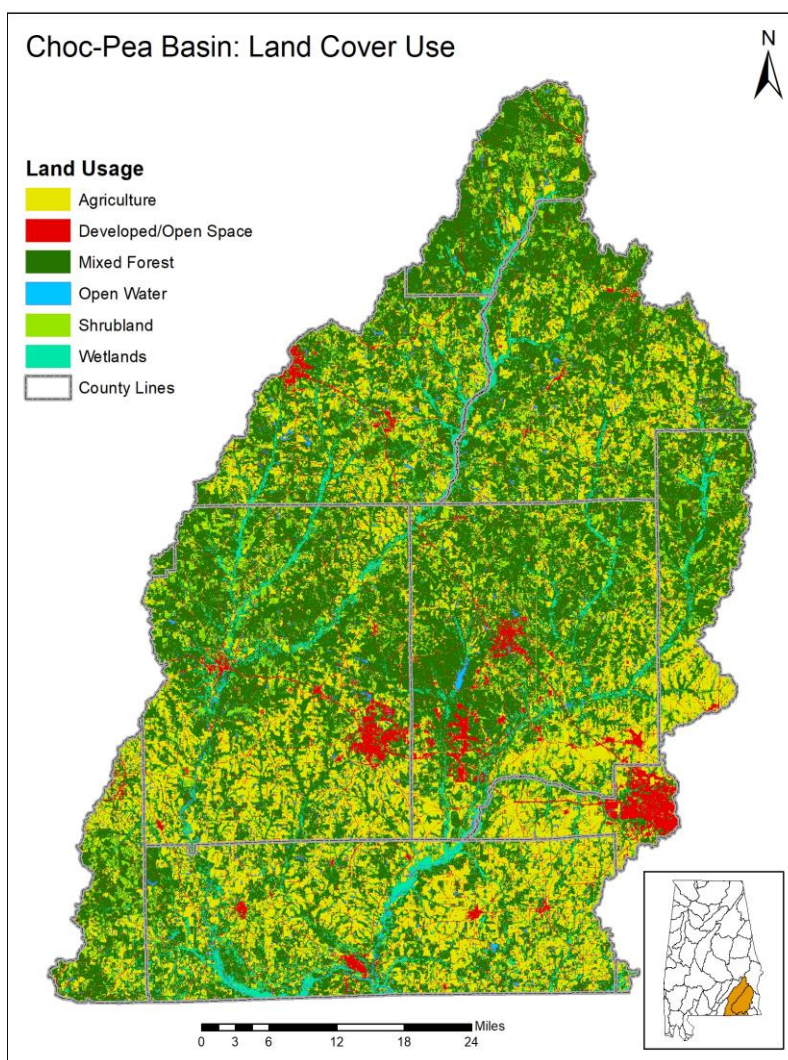 Choc-Pea Basin: Land Cover Use
N
Land Usage
Agriculture
Developed/Open Space
Mixed Forest
Open Water
Shrubland
Wetlands
County Lines
Miles
0 3 6 12 18 24